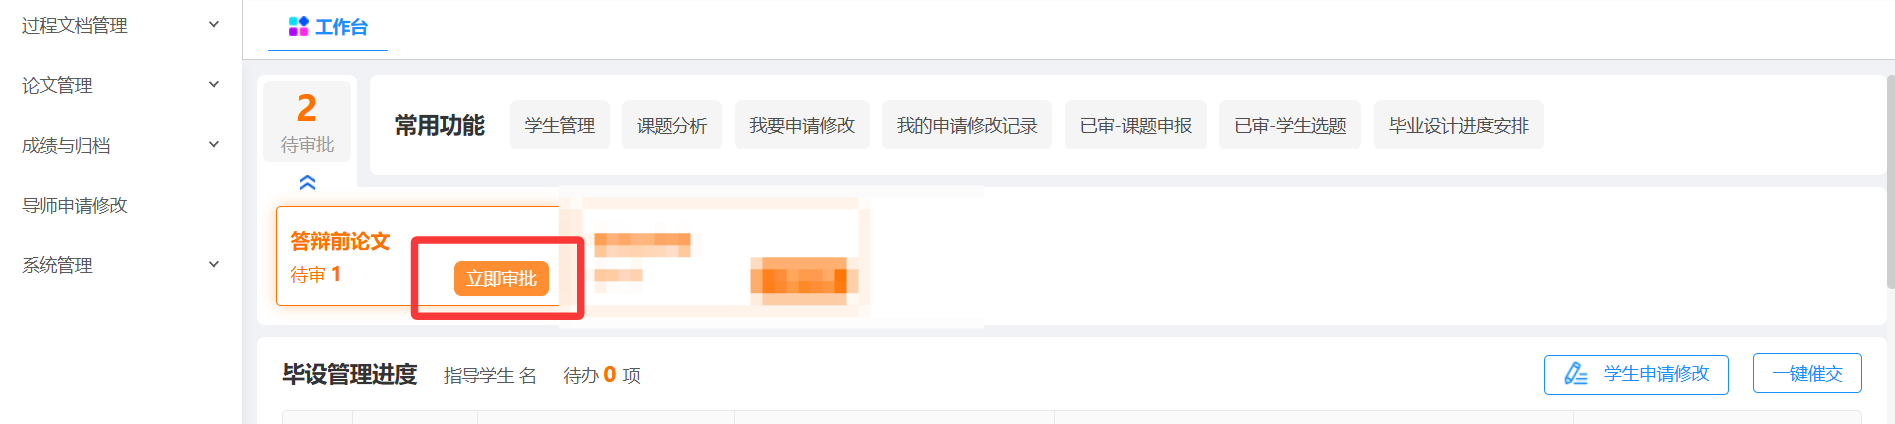 过程文档管理
论文管理
成绩与归档
导师申请修改
系统管理
工作台
2
待审批
常用功能
学生管理
课题分析
我要申请修改
我的申请修改记录
已审-课题申报
已审-学生选题
毕业设计进度安排
答辩前论文
待审 1
立即审批
毕设管理进度 指导学生 名 待办 0 项
学生申请修改
一键催交